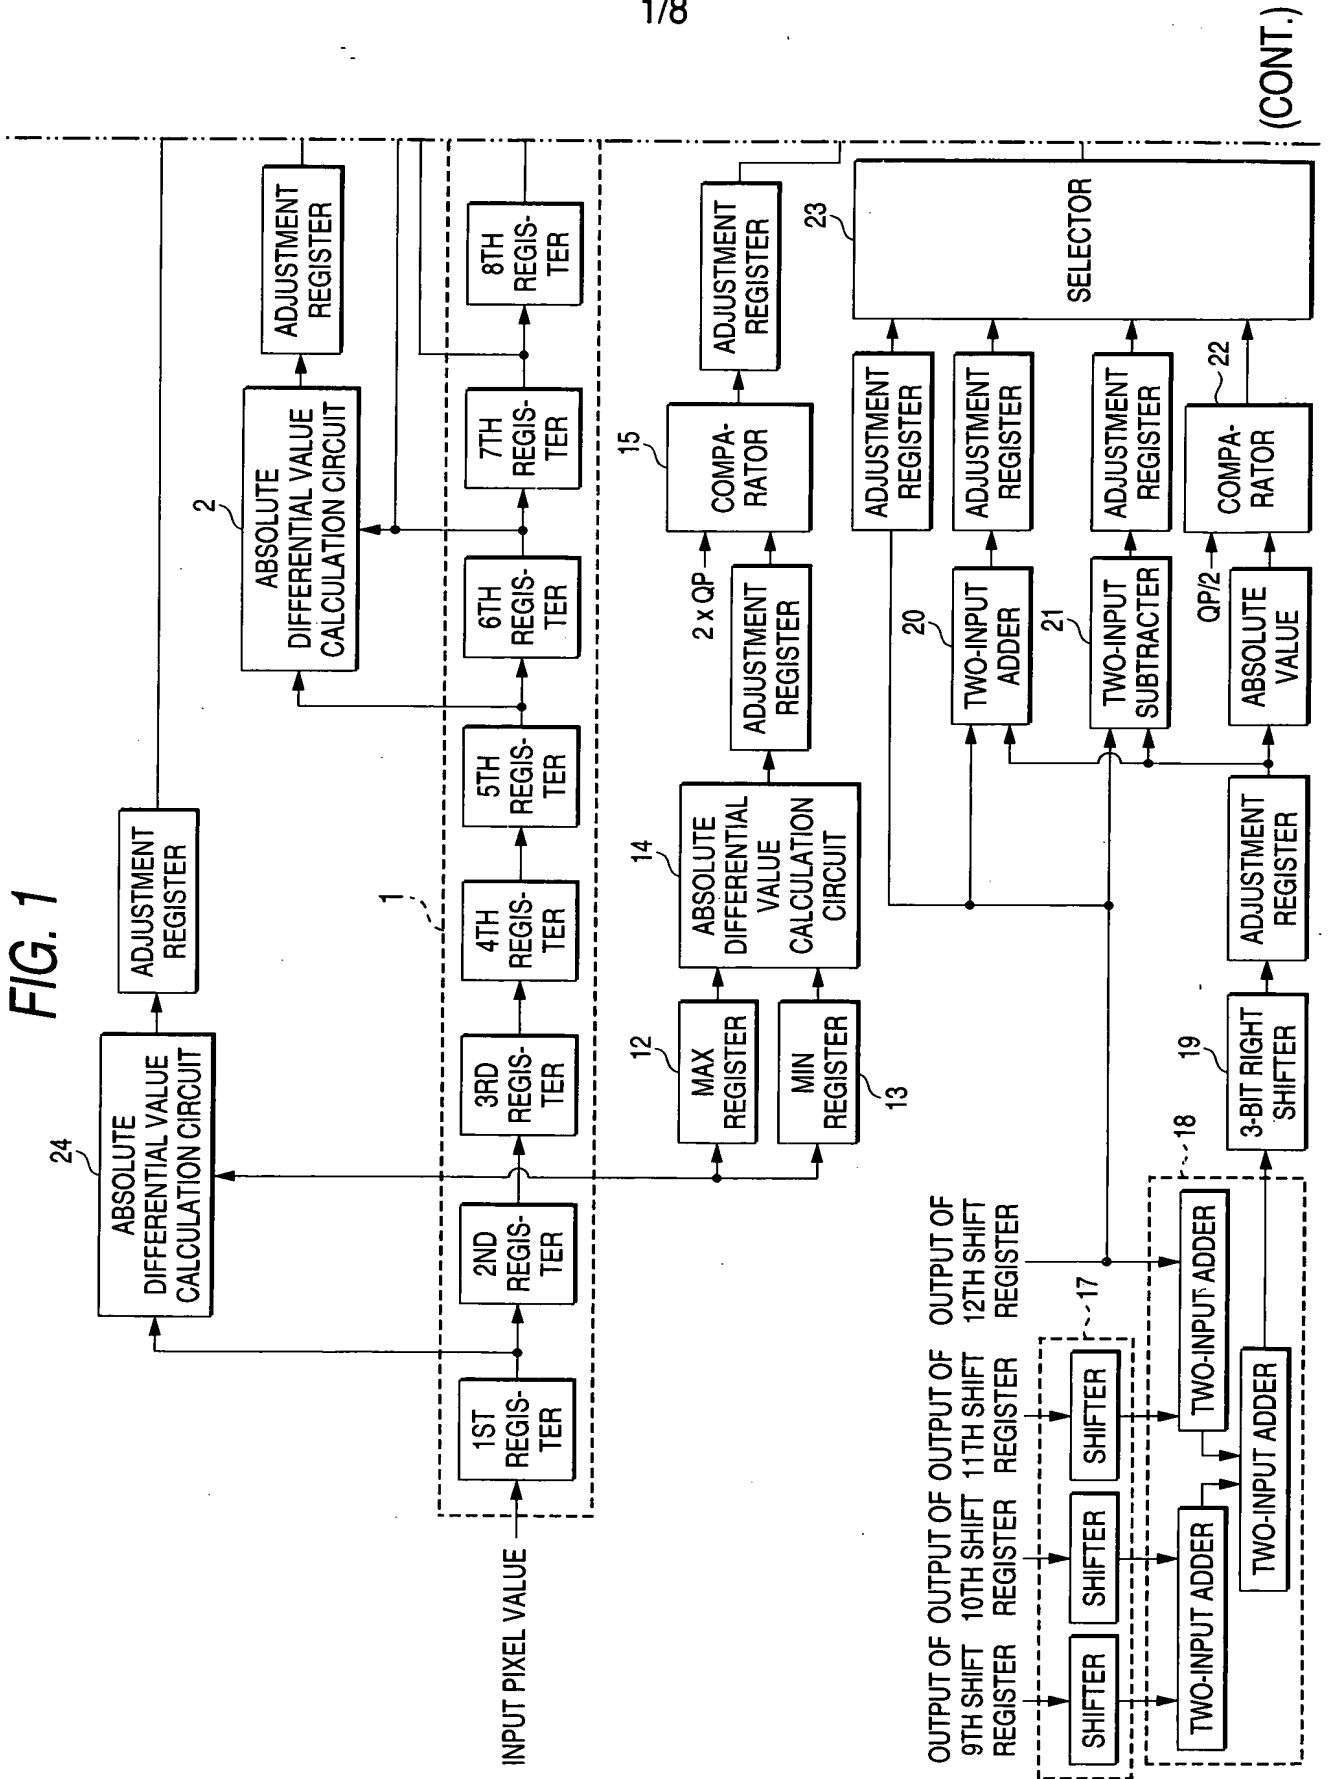 1/8
FIG. 1
(CONT.)
24
ABSOLUTE
DIFFERENTIAL VALUE
CALCULATION CIRCUIT
ADJUSTMENT
REGISTER
2
ABSOLUTE
DIFFERENTIAL VALUE
CALCULATION CIRCUIT
ADJUSTMENT
REGISTER
1
INPUT PIXEL VALUE
1ST
REGIS-
TER
2ND
REGIS-
TER
3RD
REGIS-
TER
4TH
REGIS-
TER
5TH
REGIS-
TER
6TH
REGIS-
TER
7TH
REGIS-
TER
8TH
REGIS-
TER
12
MAX
REGISTER
MIN
REGISTER
13
14
ABSOLUTE
DIFFERENTIAL
VALUE
CALCULATION
CIRCUIT
ADJUSTMENT
REGISTER
2 x QP
15
COMPA-
RATOR
ADJUSTMENT
REGISTER
OUTPUT OF
9TH SHIFT
REGISTER
OUTPUT OF
10TH SHIFT
REGISTER
OUTPUT OF
11TH SHIFT
REGISTER
OUTPUT OF
12TH SHIFT
REGISTER
17
SHIFTER
SHIFTER
SHIFTER
18
TWO-INPUT ADDER
TWO-INPUT ADDER
TWO-INPUT ADDER
19
3-BIT RIGHT
SHIFTER
ADJUSTMENT
REGISTER
20
TWO-INPUT
ADDER
21
TWO-INPUT
SUBTRACTER
ABSOLUTE
VALUE
QP/2
ADJUSTMENT
REGISTER
ADJUSTMENT
REGISTER
ADJUSTMENT
REGISTER
22
COMPA-
RATOR
23
SELECTOR